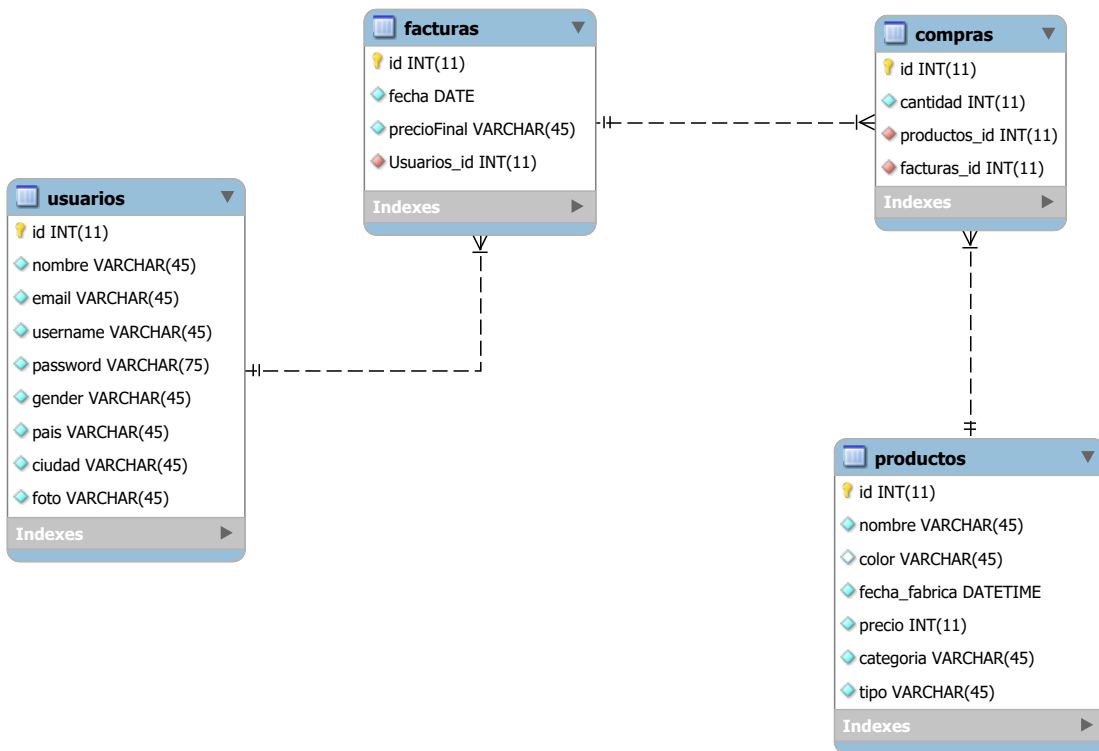 facturas
id INT(11)
fecha DATE
precioFinal VARCHAR(45)
Usuarios_id INT(11)
Indexes
compras
id INT(11)
cantidad INT(11)
productos_id INT(11)
facturas_id INT(11)
Indexes
usuarios
id INT(11)
nombre VARCHAR(45)
email VARCHAR(45)
username VARCHAR(45)
password VARCHAR(75)
gender VARCHAR(45)
pais VARCHAR(45)
ciudad VARCHAR(45)
foto VARCHAR(45)
Indexes
productos
id INT(11)
nombre VARCHAR(45)
color VARCHAR(45)
fecha_fabrica DATETIME
precio INT(11)
categoria VARCHAR(45)
tipo VARCHAR(45)
Indexes